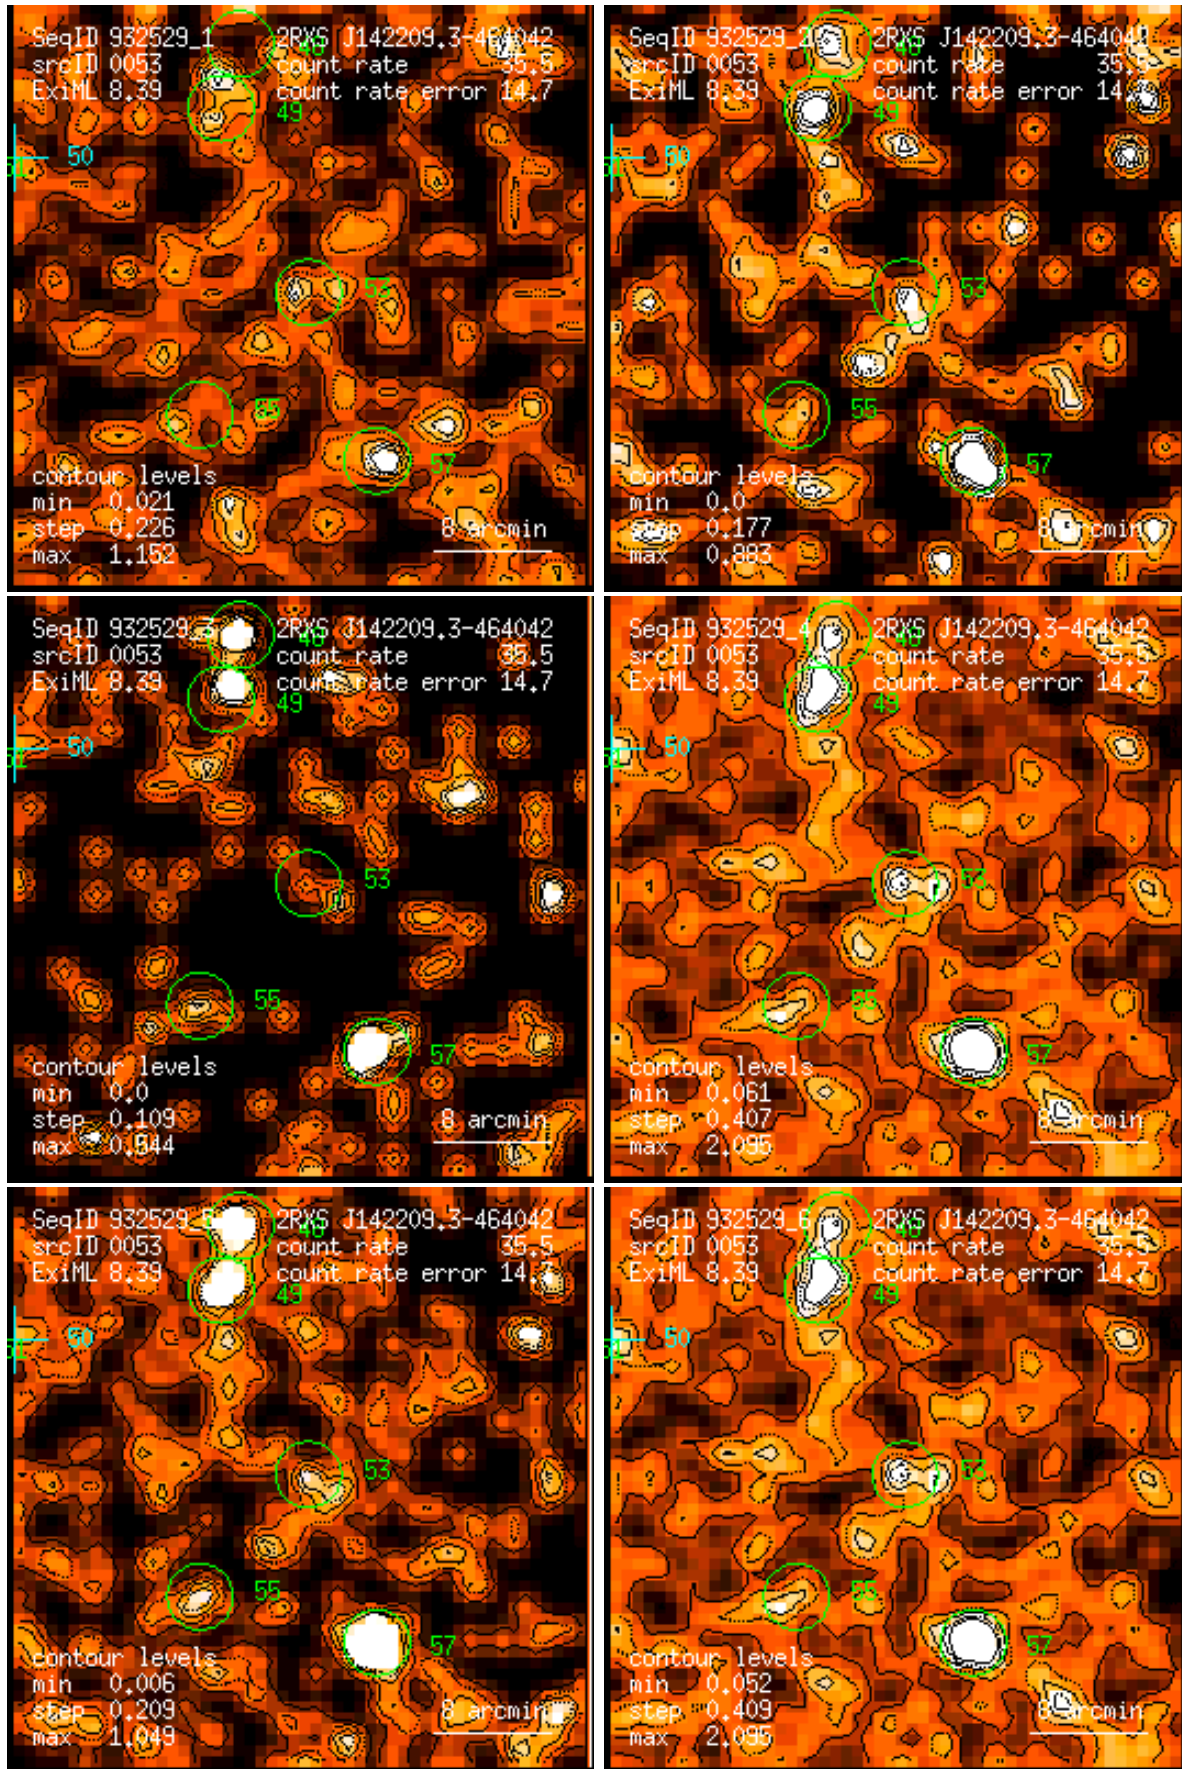 SeqID 932529_1 2RXS J142209.3-464042
48
srcID 0053 count rate 35.5
ExiML 8.39 count rate error 14.7
49
50
53
55
57
contour levels
min 0.021
step 0.226
max 1.152
8 arcmin
SeqID 932529_2 2RXS J142209.3-464042
48
srcID 0053 count rate 35.5
ExiML 8.39 count rate error 14.7
49
50
53
55
57
contour levels
min 0.0
step 0.177
max 0.883
8 arcmin
SeqID 932529_3 2RXS J142209.3-464042
48
srcID 0053 count rate 35.5
ExiML 8.39 count rate error 14.7
49
50
53
55
57
contour levels
min 0.0
step 0.109
max 0.544
8 arcmin
SeqID 932529_4 2RXS J142209.3-464042
48
srcID 0053 count rate 35.5
ExiML 8.39 count rate error 14.7
49
50
53
55
57
contour levels
min 0.061
step 0.407
max 2.095
8 arcmin
SeqID 932529_5 2RXS J142209.3-464042
48
srcID 0053 count rate 35.5
ExiML 8.39 count rate error 14.7
49
50
53
55
57
contour levels
min 0.006
step 0.209
max 1.049
8 arcmin
SeqID 932529_6 2RXS J142209.3-464042
48
srcID 0053 count rate 35.5
ExiML 8.39 count rate error 14.7
49
50
53
55
57
contour levels
min 0.052
step 0.409
max 2.095
8 arcmin